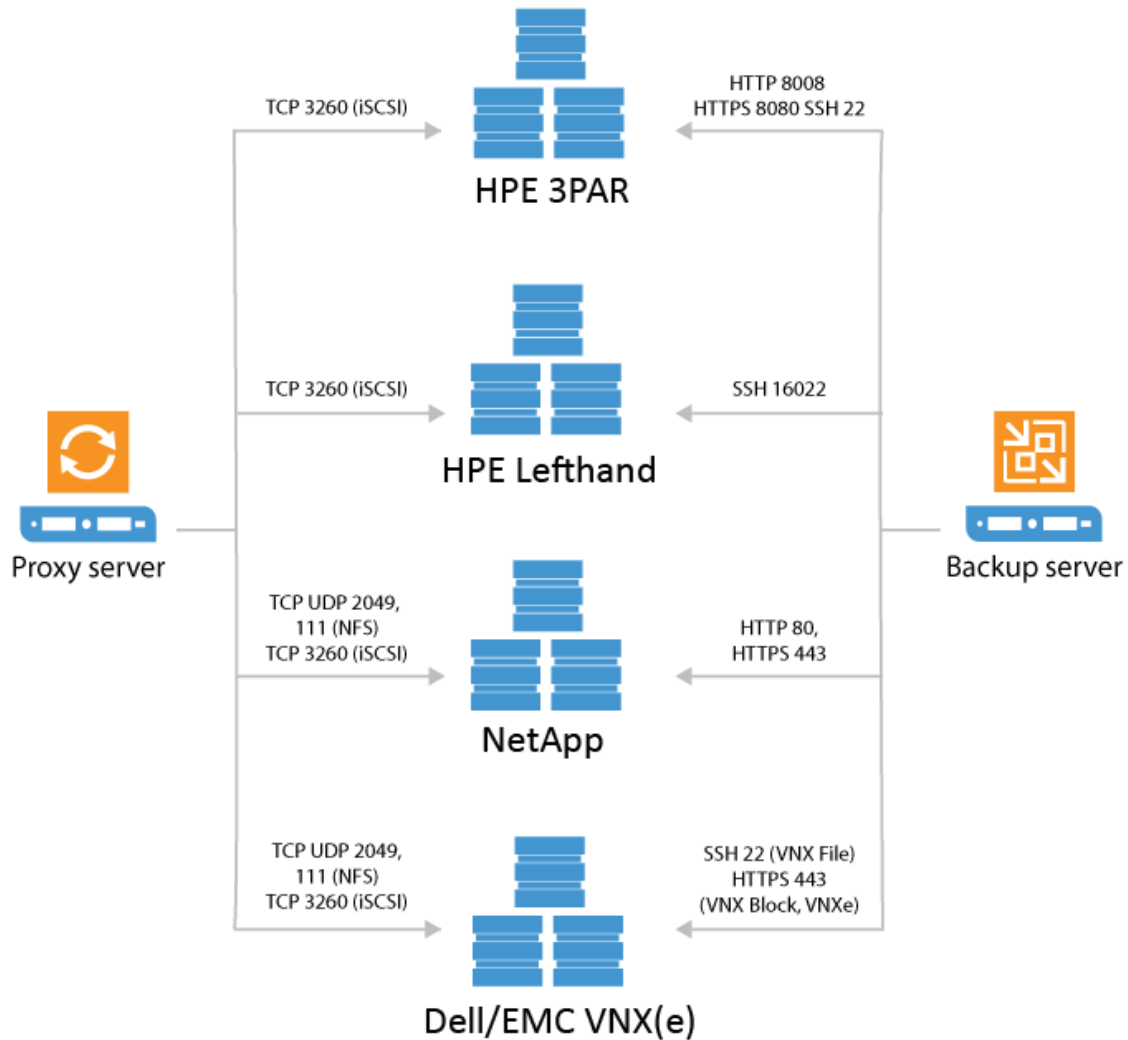 TCP 3260 (iSCSI)
HTTP 8008
HTTPS 8080 SSH 22
HPE 3PAR
TCP 3260 (iSCSI)
SSH 16022
HPE Lefthand
Proxy server
Backup server
TCP UDP 2049,
111 (NFS)
TCP 3260 (iSCSI)
HTTP 80,
HTTPS 443
NetApp
TCP UDP 2049,
111 (NFS)
TCP 3260 (iSCSI)
SSH 22 (VNX File)
HTTPS 443
(VNX Block, VNXe)
Dell/EMC VNX(e)